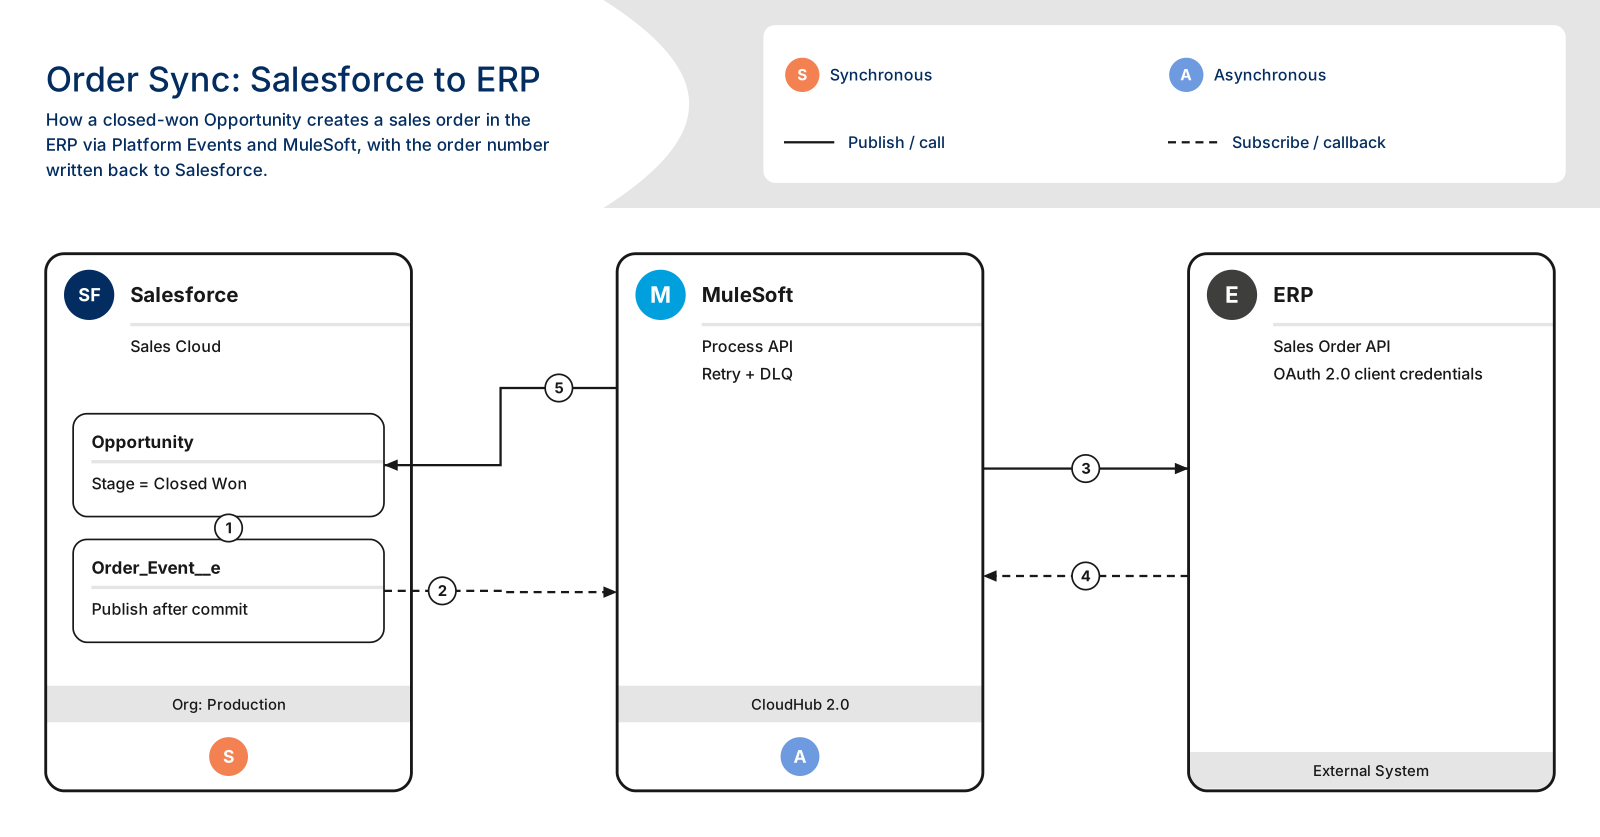 Order Sync: Salesforce to ERP
How a closed-won Opportunity creates a sales order in the
ERP via Platform Events and MuleSoft, with the order number
written back to Salesforce.
S Synchronous
A Asynchronous
Publish / call
Subscribe / callback
SF Salesforce
Sales Cloud
Opportunity
Stage = Closed Won
1
Order_Event__e
Publish after commit
Org: Production
S
5
2
M MuleSoft
Process API
Retry + DLQ
CloudHub 2.0
A
3
4
E ERP
Sales Order API
OAuth 2.0 client credentials
External System